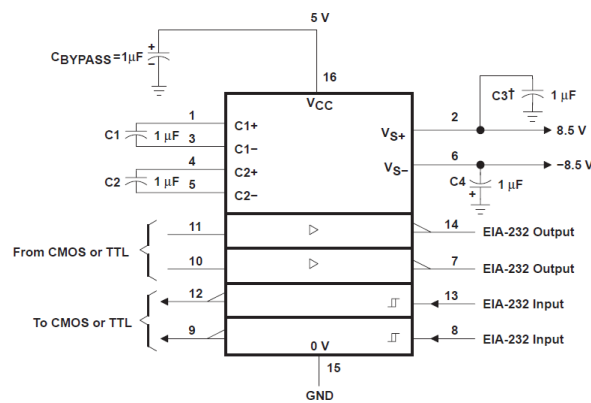 5 V
CBYPASS = 1μF
+
−
16
VCC
C3† 1 μF
1
C1+
2
VS+
8.5 V
C1 1 μF
3
C1−
4
C2+
6
VS−
−8.5 V
C2 1 μF
5
C2−
C4 1 μF
+
11
14
EIA-232 Output
From CMOS or TTL
10
7
EIA-232 Output
12
13
EIA-232 Input
To CMOS or TTL
9
8
EIA-232 Input
0 V
15
GND